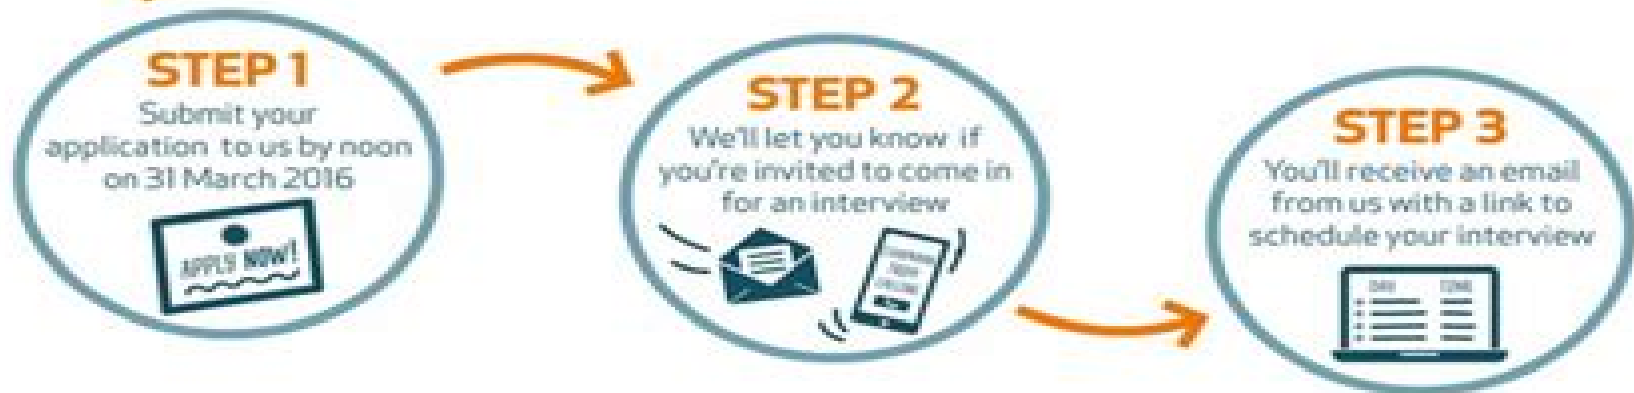 STEP 1
Submit your
application to us by noon
on 31 March 2016
APPLY NOW!
STEP 2
We'll let you know if
you're invited to come in
for an interview
STEP 3
You'll receive an email
from us with a link to
schedule your interview
DAY TIME